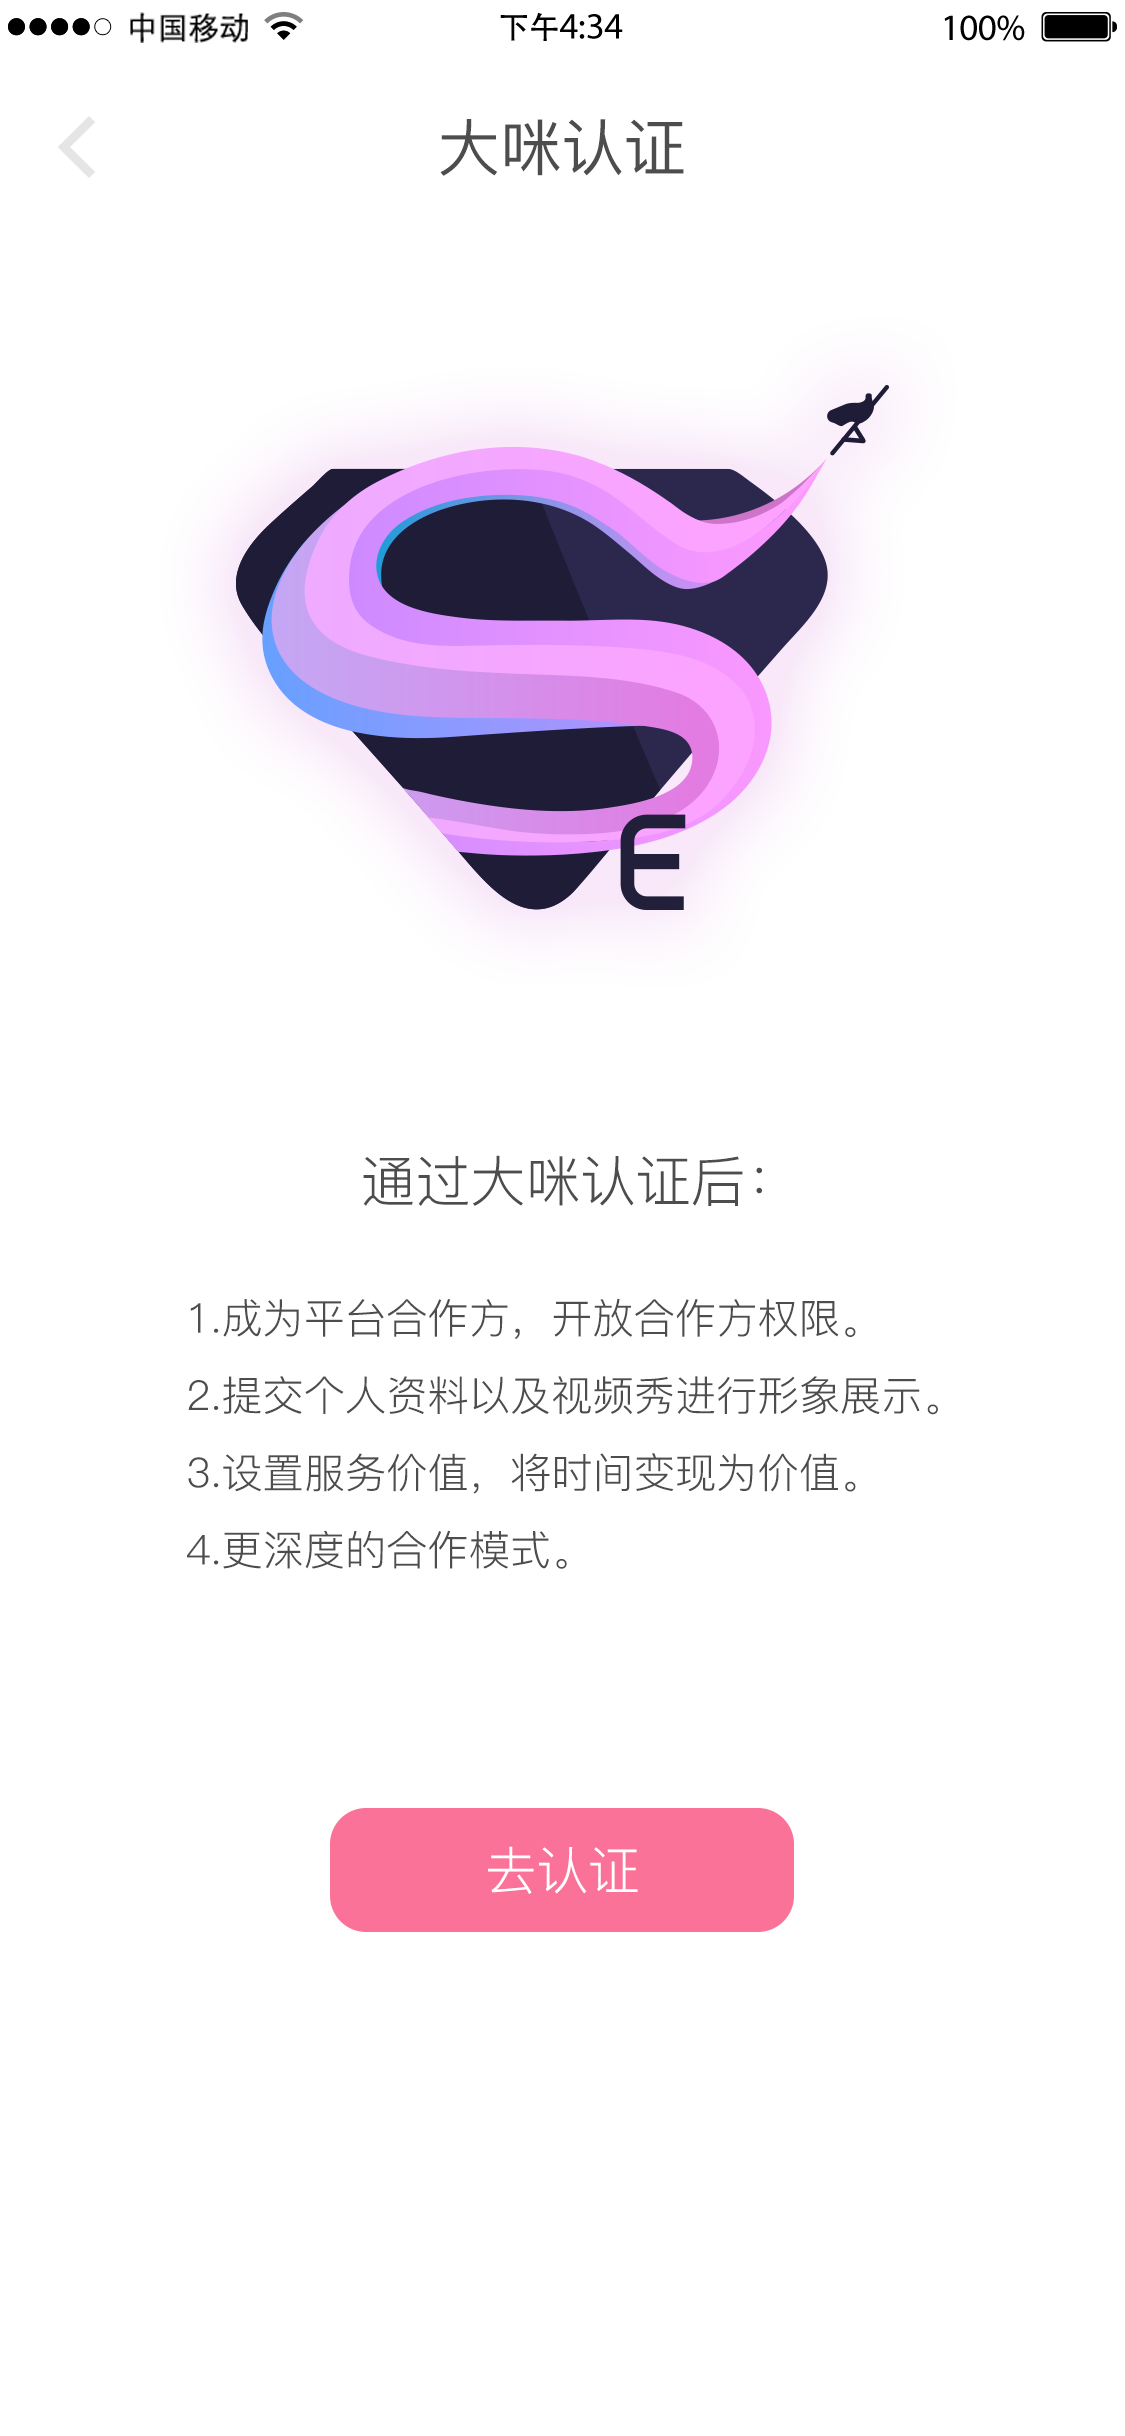 中国移动 下午4:34 100%
大咪认证
E
通过大咪认证后：
1.成为平台合作方，开放合作方权限。
2.提交个人资料以及视频秀进行形象展示。
3.设置服务价值，将时间变现为价值。
4.更深度的合作模式。
去认证